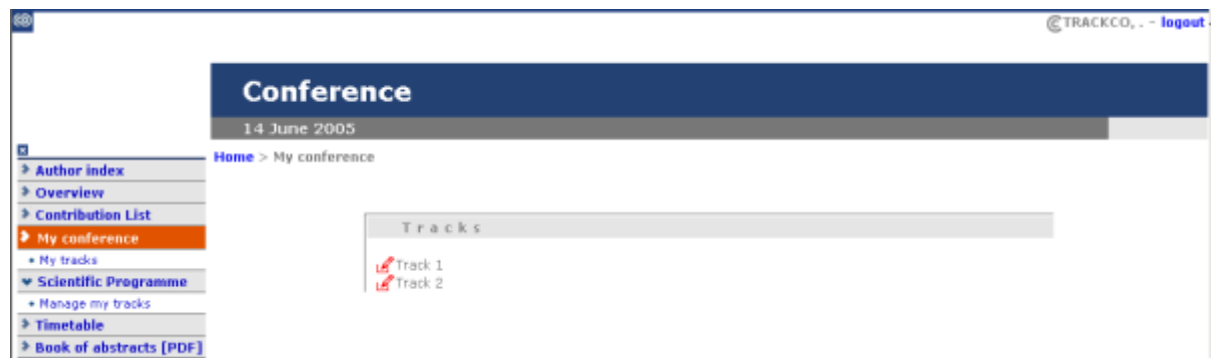 TRACKCO, . - logout
Conference
14 June 2005
Home > My conference
Author index
Overview
Contribution List
My conference
My tracks
Scientific Programme
Manage my tracks
Timetable
Book of abstracts [PDF]
Tracks
Track 1
Track 2